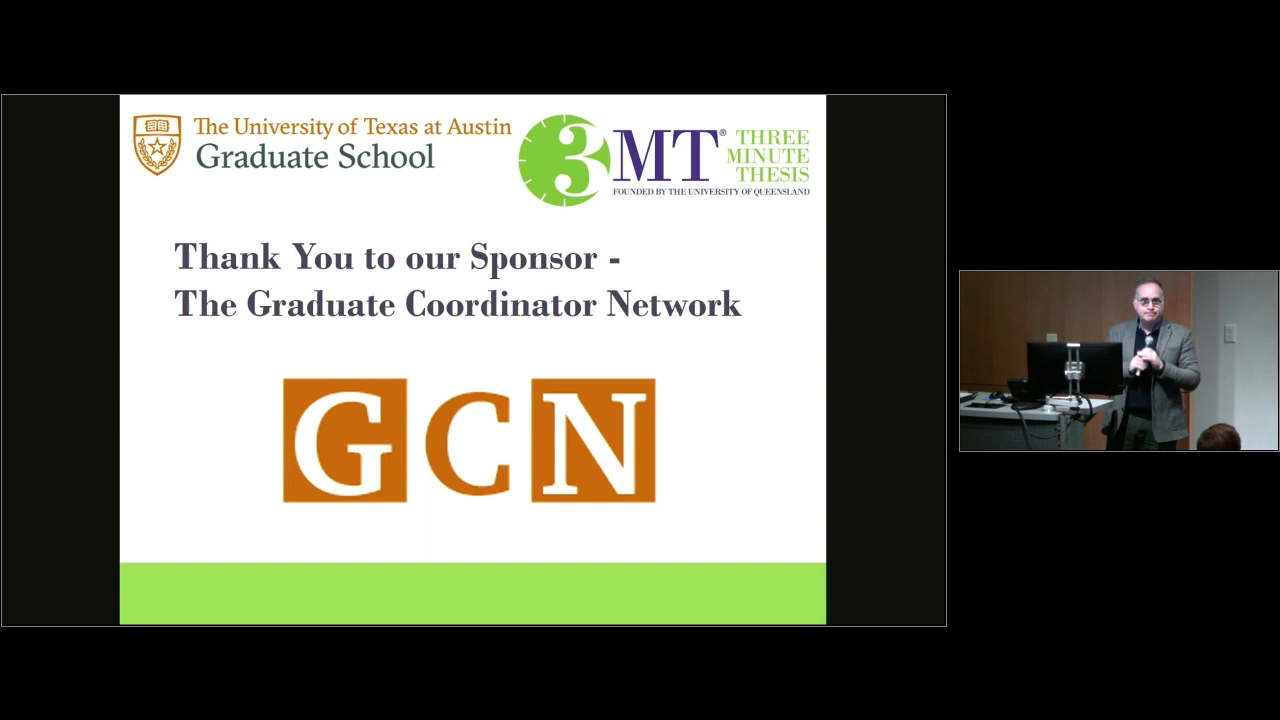 The University of Texas at Austin
Graduate School
3MT® THREE
MINUTE
THESIS
FOUNDED BY THE UNIVERSITY OF QUEENSLAND
Thank You to our Sponsor -
The Graduate Coordinator Network
GCN